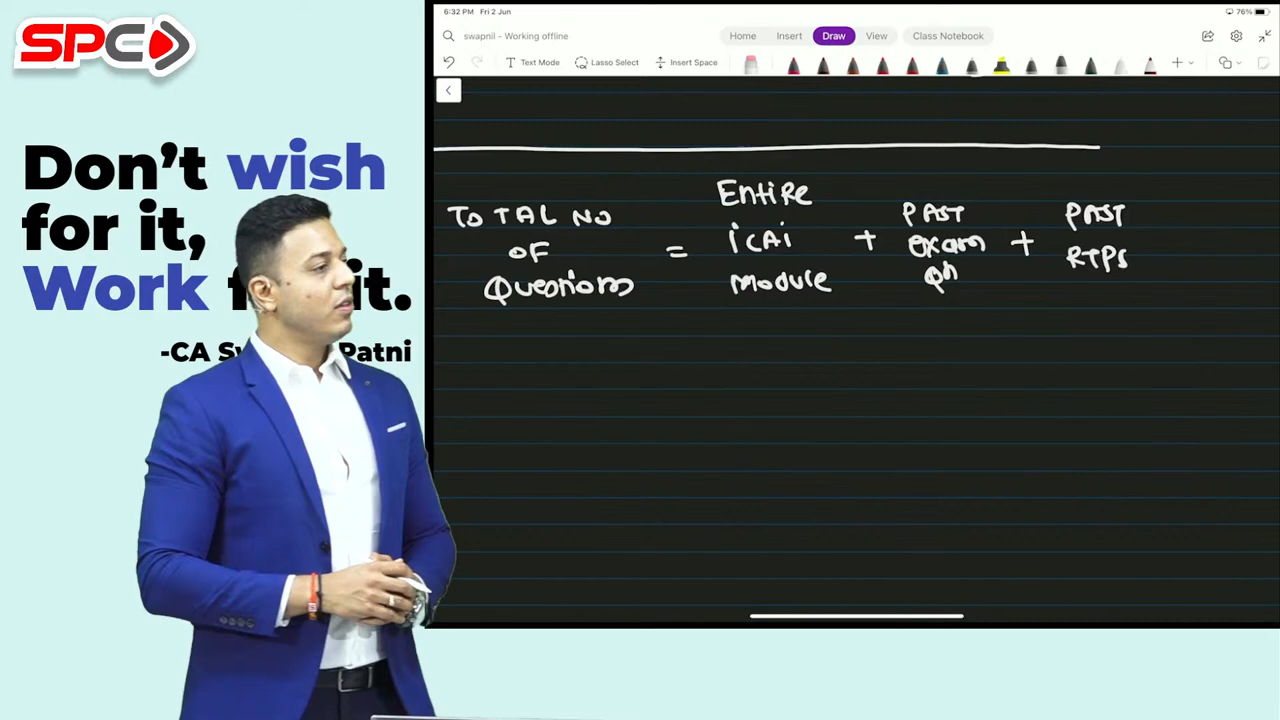 SPC
Don't wish
for it,
Work f it.
-CA Sw Patni
6:32 PM Fri 2 Jun
76%
swapnil - Working offline
Home Insert Draw View Class Notebook
Text Mode Lasso Select Insert Space
TOTAL NO
OF
Questions
=
Entire
iCAi
module
+
PAST
exam
Qn
+
PAST
RTPS